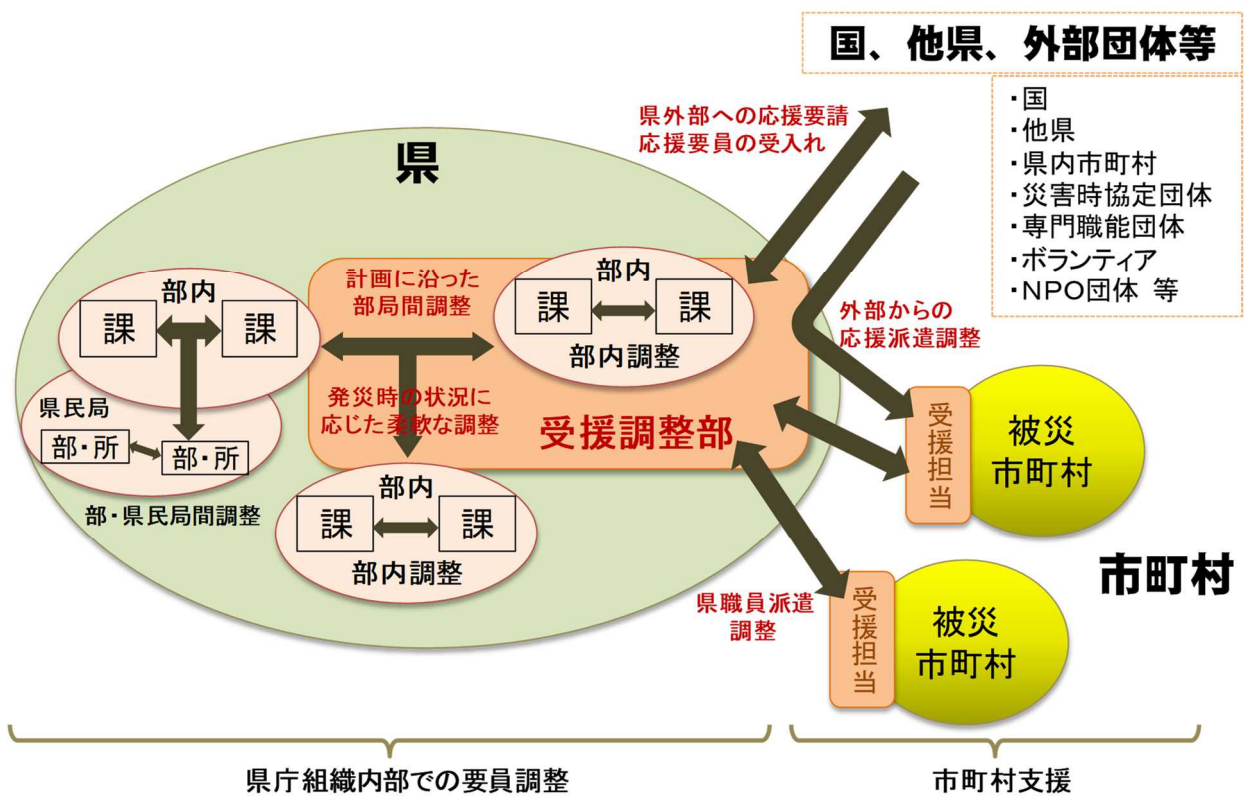 国、他県、外部団体等
・国
・他県
・県内市町村
・災害時協定団体
・専門職能団体
・ボランティア
・NPO団体 等
県外部への応援要請
応援要員の受入れ
県
部内
課
課
県民局
部・所
部・所
部・県民局間調整
計画に沿った
部局間調整
部内
課
課
部内調整
発災時の状況に
応じた柔軟な調整
受援調整部
部内
課
課
部内調整
外部からの
応援派遣調整
受援担当
被災
市町村
市町村
県職員派遣
調整
受援担当
被災
市町村
県庁組織内部での要員調整
市町村支援